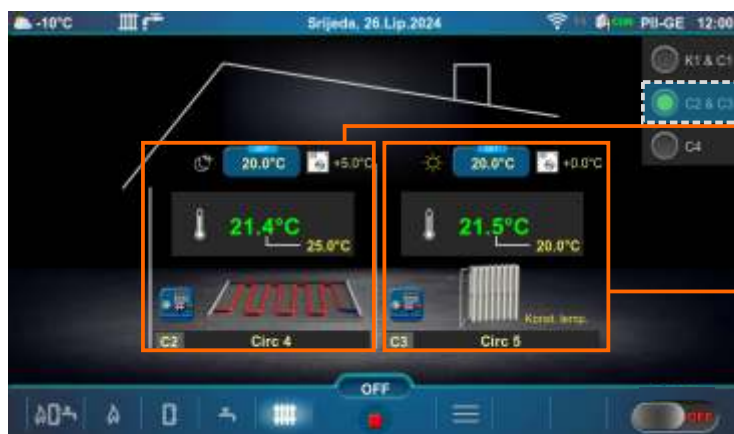 -10°C Srijeda, 26.Lip.2024 PII-GE 12:00
K1 & C1
C2 & C3
C4
20.0°C +5.0°C 20.0°C +0.0°C
21.4°C 21.5°C
25.0°C 20.0°C
Konst. temp.
C2 Circ 4 C3 Circ 5
OFF
OFF